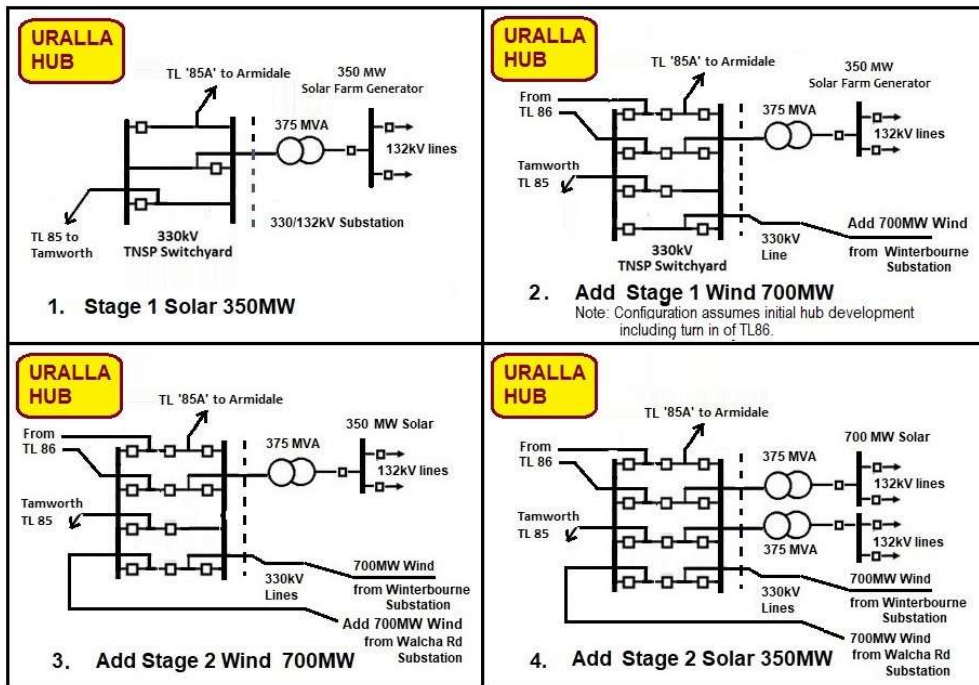 URALLA
HUB
TL '85A' to Armidale
350 MW
Solar Farm Generator
375 MVA
132kV lines
330kV
TNSP Switchyard
330/132kV Substation
TL 85 to
Tamworth
1. Stage 1 Solar 350MW
URALLA
HUB
TL '85A' to Armidale
350 MW
Solar Farm Generator
From
TL 86
375 MVA
132kV lines
Tamworth
TL 85
330kV
TNSP Switchyard
330kV
Line
Add 700MW Wind
from Winterbourne
Substation
2. Add Stage 1 Wind 700MW
Note: Configuration assumes initial hub development
including turn in of TL86.
URALLA
HUB
TL '85A' to Armidale
From
TL 86
375 MVA
350 MW Solar
132kV lines
Tamworth
TL 85
330kV
Lines
700MW Wind
from Winterbourne
Substation
Add 700MW Wind
from Walcha Rd
Substation
3. Add Stage 2 Wind 700MW
URALLA
HUB
TL '85A' to Armidale
From
TL 86
375 MVA
700 MW Solar
132kV lines
Tamworth
TL 85
375 MVA
132kV lines
330kV
Lines
700MW Wind
from Winterbourne
Substation
700MW Wind
from Walcha Rd
Substation
4. Add Stage 2 Solar 350MW